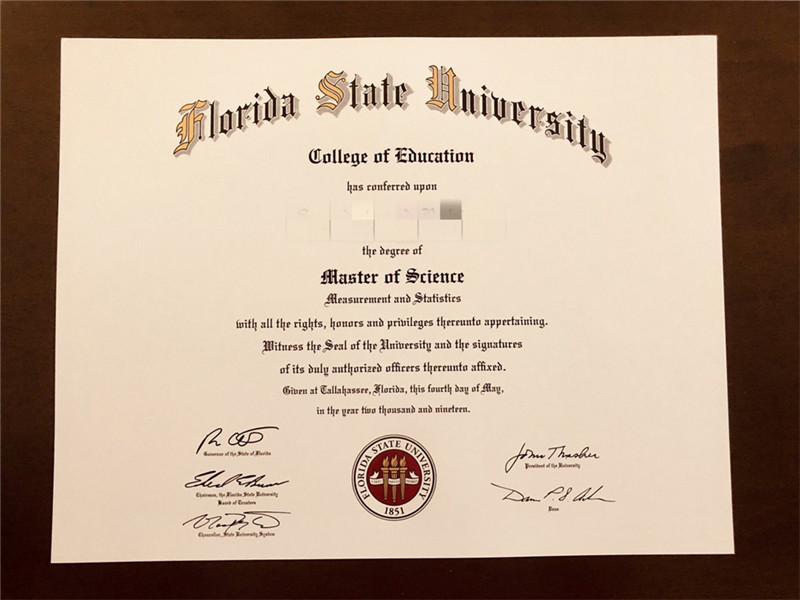 Florida State University
College of Education
has conferred upon
the degree of
Master of Science
Measurement and Statistics
with all the rights, honors and privileges thereunto appertaining.
Witness the Seal of the University and the signatures
of its duly authorized officers thereunto affixed.
Given at Tallahassee, Florida, this fourth day of May,
in the year two thousand and nineteen.
Governor of the State of Florida
Chairman, the Florida State University
Board of Trustees
Chancellor, State University System
FLORIDA STATE UNIVERSITY
1851
John Thrasher
President of the University
Dean